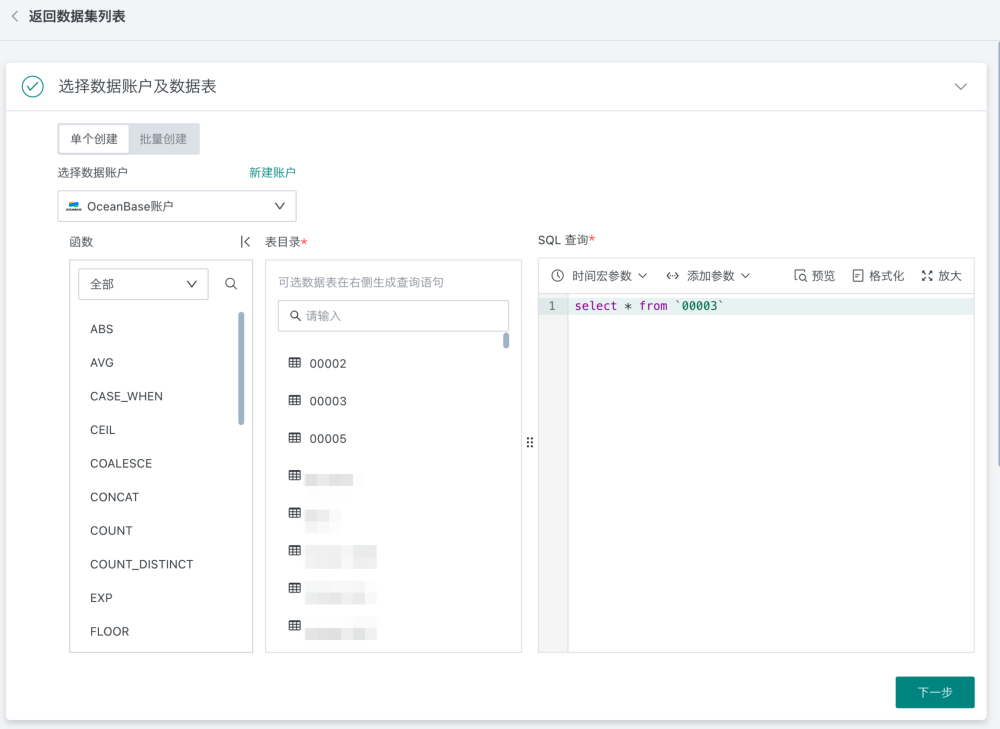 返回数据集列表
选择数据账户及数据表
单个创建 批量创建
选择数据账户 新建账户
OceanBase账户
函数 表目录* SQL 查询*
全部
可选数据表在右侧生成查询语句
请输入
时间宏参数 添加参数 预览 格式化 放大
1 select * from `00003`
ABS
AVG
CASE_WHEN
CEIL
COALESCE
CONCAT
COUNT
COUNT_DISTINCT
EXP
FLOOR
00002
00003
00005
下一步